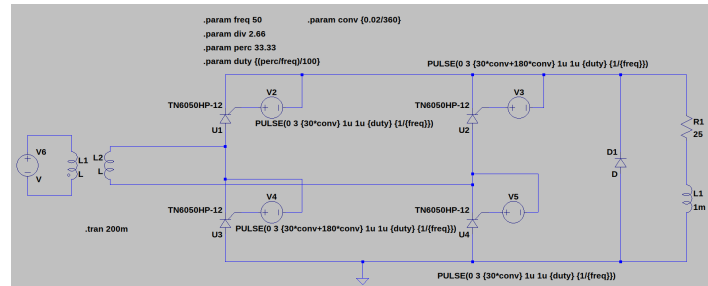 .param freq 50
.param conv {0.02/360}
.param div 2.66
.param perc 33.33
.param duty {(perc/freq)/100}
PULSE(0 3 {30*conv+180*conv} 1u 1u {duty} {1/{freq}})
TN6050HP-12
V2
U1
PULSE(0 3 {30*conv} 1u 1u {duty} {1/{freq}})
TN6050HP-12
V3
U2
R1
25
V6
V
L1
L
L2
L
D1
D
L1
1m
TN6050HP-12
V4
U3
PULSE(0 3 {30*conv+180*conv} 1u 1u {duty} {1/{freq}})
TN6050HP-12
V5
U4
.tran 200m
PULSE(0 3 {30*conv} 1u 1u {duty} {1/{freq}})